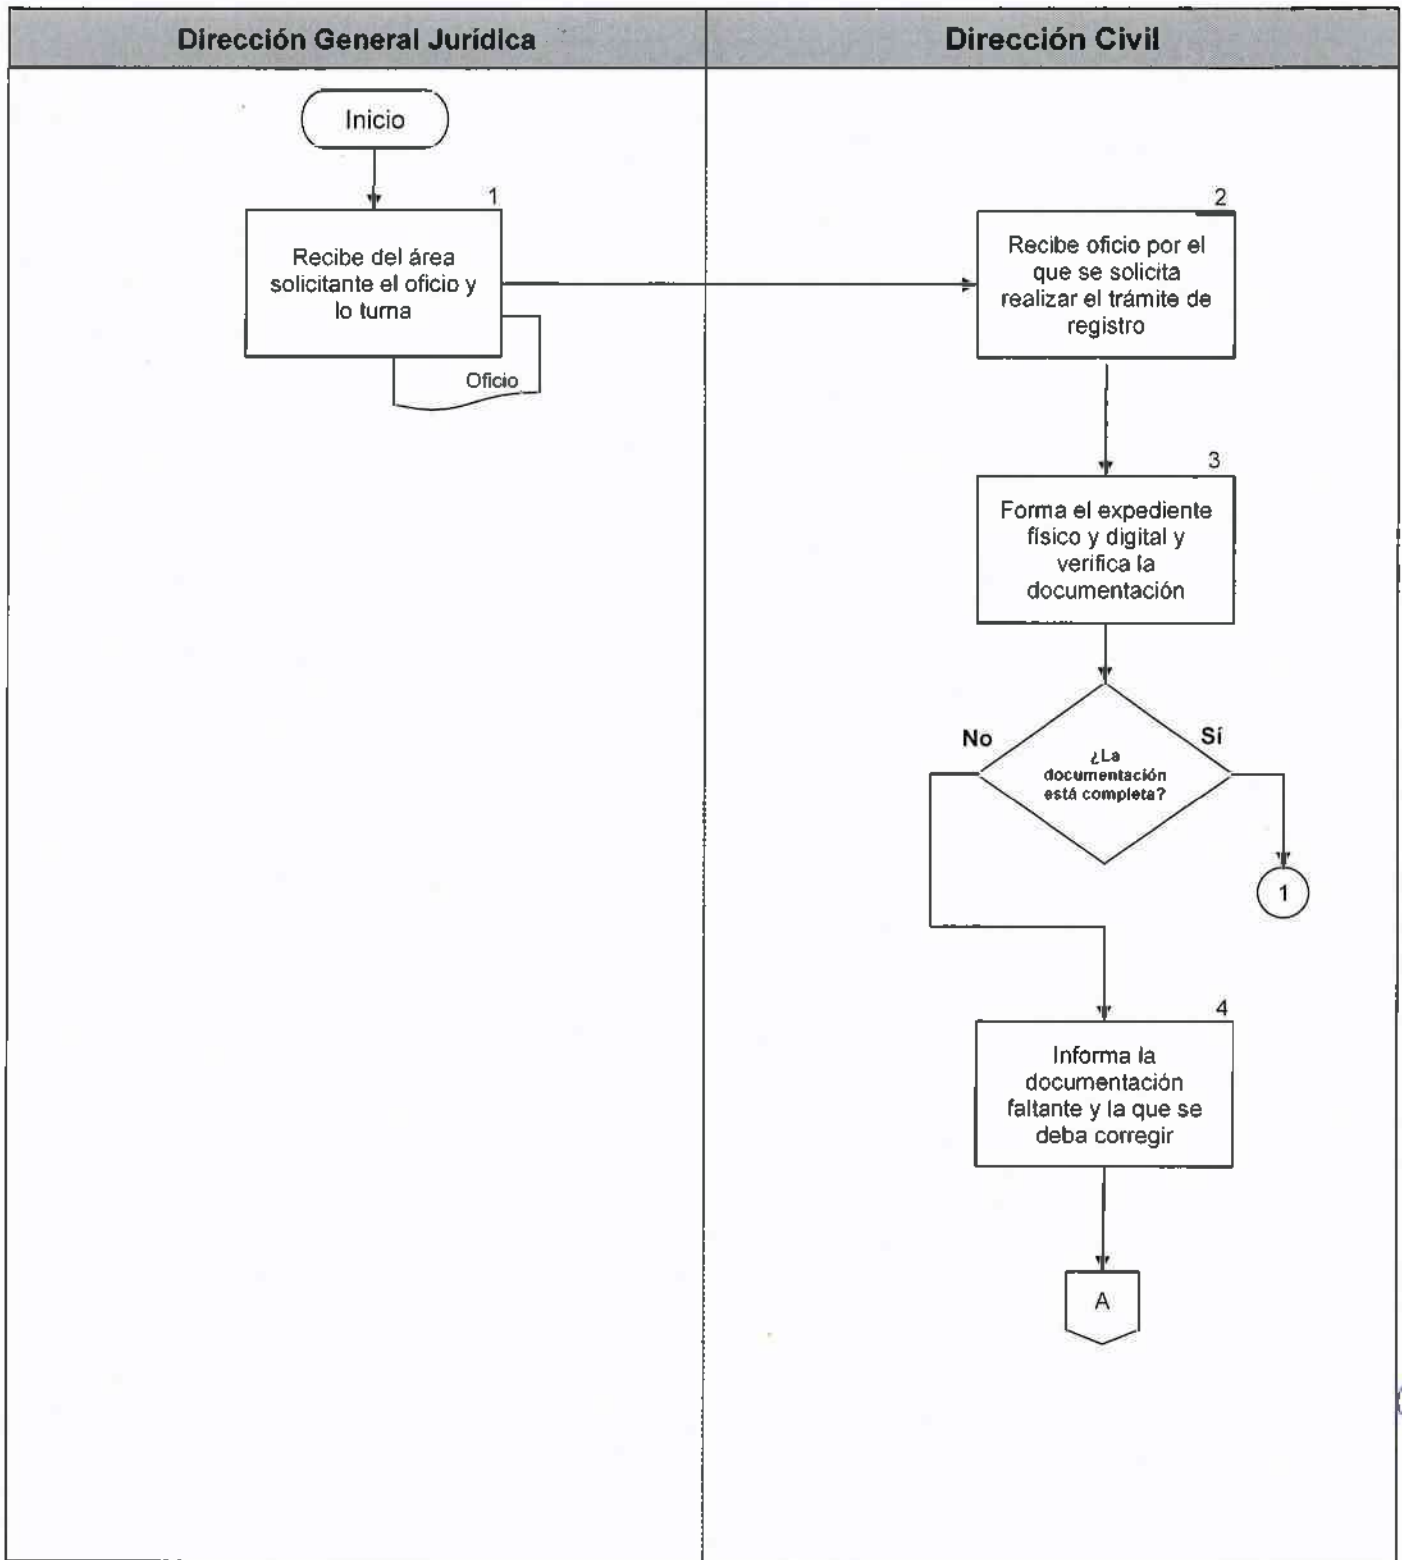 Dirección General Jurídica
Dirección Civil
Inicio
1
Recibe del área
solicitante el oficio y
lo turna
Oficio
2
Recibe oficio por el
que se solicita
realizar el trámite de
registro
3
Forma el expediente
físico y digital y
verifica la
documentación
No
Sí
¿La
documentación
está completa?
1
4
Informa la
documentación
faltante y la que se
deba corregir
A